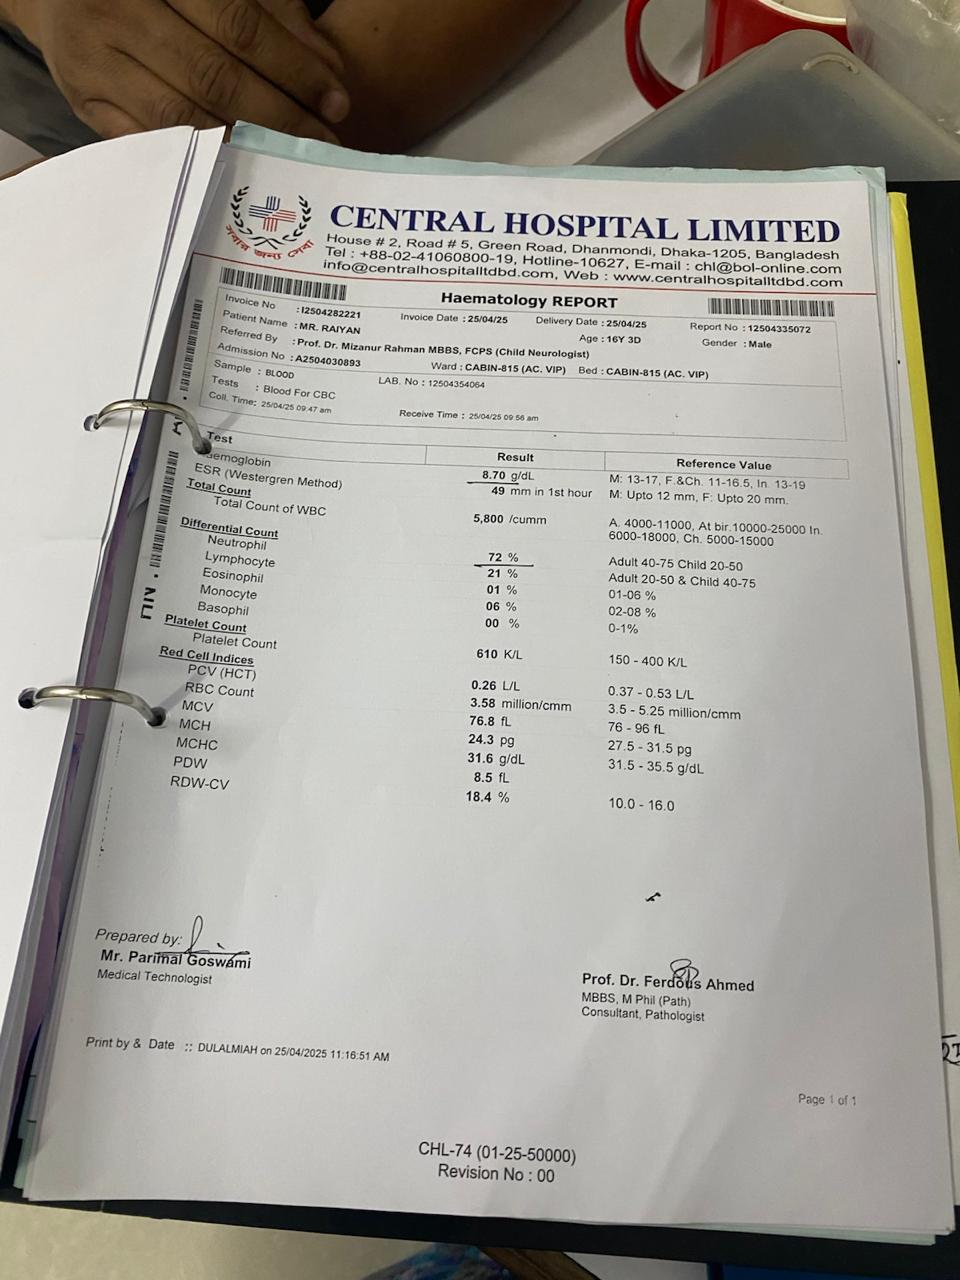 সবার জন্য সেবা
CENTRAL HOSPITAL LIMITED
House # 2, Road # 5, Green Road, Dhanmondi, Dhaka-1205, Bangladesh
Tel : +88-02-41060800-19, Hotline-10627, E-mail : chl@bol-online.com
info@centralhospitalltdbd.com, Web : www.centralhospitalltdbd.com
Haematology REPORT
Invoice No : I2504282221 Invoice Date : 25/04/25 Delivery Date : 25/04/25 Report No : 12504335072
Patient Name : MR. RAIYAN Age : 16Y 3D Gender : Male
Referred By : Prof. Dr. Mizanur Rahman MBBS, FCPS (Child Neurologist)
Admission No : A2504030893 Ward : CABIN-815 (AC. VIP) Bed : CABIN-815 (AC. VIP)
Sample : BLOOD LAB. No : 12504354064
Tests : Blood For CBC
Coll. Time: 25/04/25 09:47 am Receive Time : 25/04/25 09:56 am
Test Result Reference Value
aemoglobin 8.70 g/dL M: 13-17, F.&Ch. 11-16.5, In. 13-19
ESR (Westergren Method) 49 mm in 1st hour M: Upto 12 mm, F: Upto 20 mm.
Total Count
Total Count of WBC 5,800 /cumm A. 4000-11000, At bir.10000-25000 In.
6000-18000, Ch. 5000-15000
Differential Count
Neutrophil 72 % Adult 40-75 Child 20-50
Lymphocyte 21 % Adult 20-50 & Child 40-75
Eosinophil 01 % 01-06 %
Monocyte 06 % 02-08 %
Basophil 00 % 0-1%
Platelet Count
Platelet Count 610 K/L 150 - 400 K/L
Red Cell Indices
PCV (HCT) 0.26 L/L 0.37 - 0.53 L/L
RBC Count 3.58 million/cmm 3.5 - 5.25 million/cmm
MCV 76.8 fL 76 - 96 fL
MCH 24.3 pg 27.5 - 31.5 pg
MCHC 31.6 g/dL 31.5 - 35.5 g/dL
PDW 8.5 fL
RDW-CV 18.4 % 10.0 - 16.0
Prepared by:
Mr. Parimal Goswami
Medical Technologist
Prof. Dr. Ferdous Ahmed
MBBS, M Phil (Path)
Consultant, Pathologist
Print by & Date :: DULALMIAH on 25/04/2025 11:16:51 AM
Page 1 of 1
CHL-74 (01-25-50000)
Revision No : 00